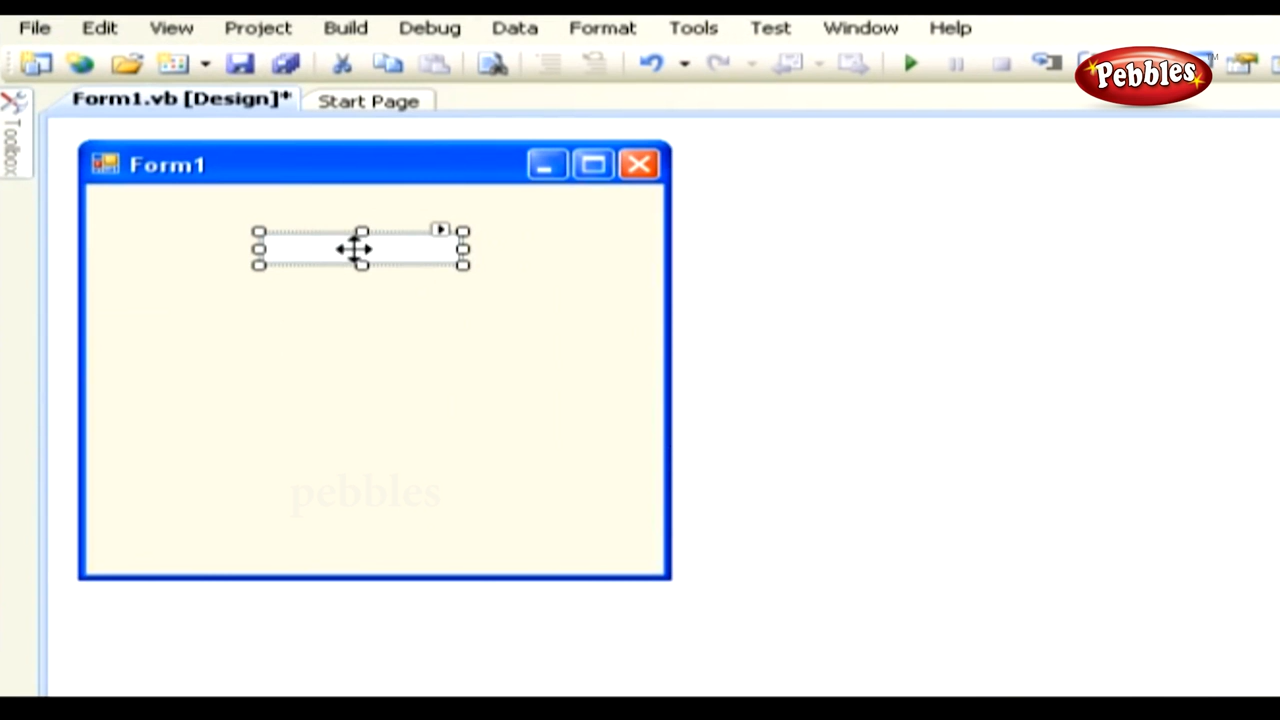 File Edit View Project Build Debug Data Format Tools Test Window Help
Pebbles
Form1.vb [Design]* Start Page
Toolbox
Form1
pebbles